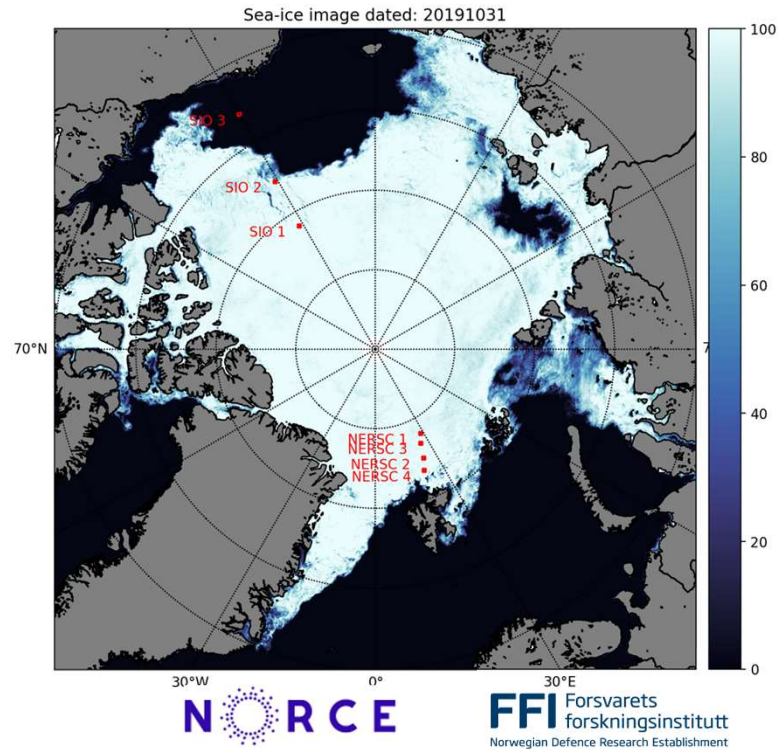 Sea-ice image dated: 20191031
100
SIO 3
80
SIO 2
SIO 1
60
70°N
7
40
NERSC 1
NERSC 3
NERSC 2
NERSC 4
20
0
30°W
0°
30°E
NORCE
FFI Forsvarets
forskningsinstitutt
Norwegian Defence Research Establishment